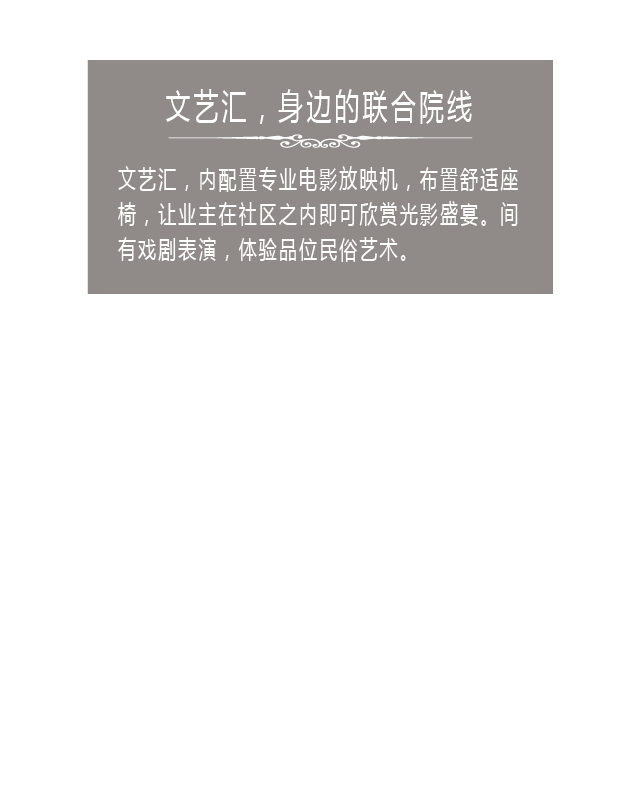 文艺汇，身边的联合院线
文艺汇，内配置专业电影放映机，布置舒适座
椅，让业主在社区之内即可欣赏光影盛宴。间
有戏剧表演，体验品位民俗艺术。